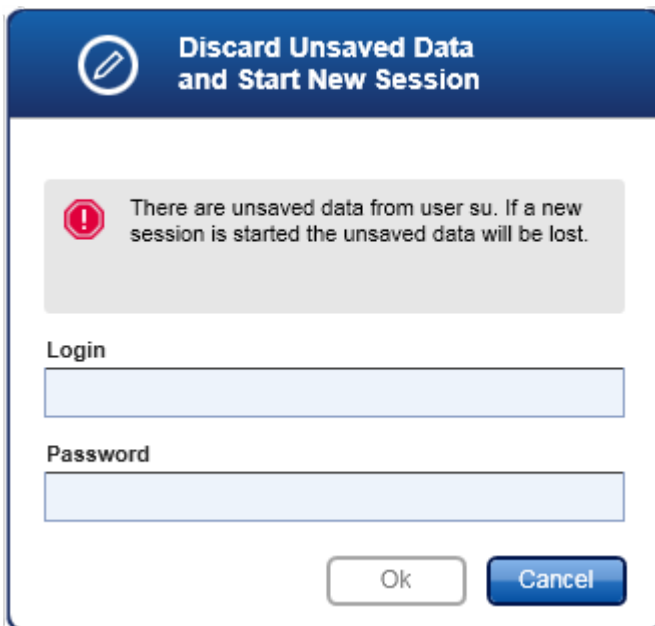 Discard Unsaved Data
and Start New Session
There are unsaved data from user su. If a new
session is started the unsaved data will be lost.
Login
Password
Ok
Cancel